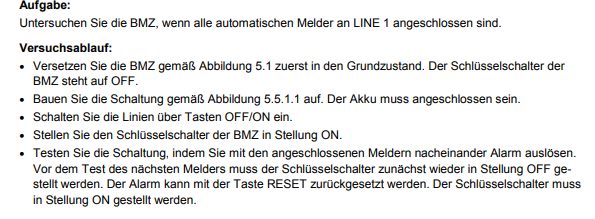 Aufgabe:
Untersuchen Sie die BMZ, wenn alle automatischen Melder an LINE 1 angeschlossen sind.
Versuchsablauf:
• Versetzen Sie die BMZ gemäß Abbildung 5.1 zuerst in den Grundzustand. Der Schlüsselschalter der
BMZ steht auf OFF.
• Bauen Sie die Schaltung gemäß Abbildung 5.5.1.1 auf. Der Akku muss angeschlossen sein.
• Schalten Sie die Linien über Tasten OFF/ON ein.
• Stellen Sie den Schlüsselschalter der BMZ in Stellung ON.
• Testen Sie die Schaltung, indem Sie mit den angeschlossenen Meldern nacheinander Alarm auslösen.
Vor dem Test des nächsten Melders muss der Schlüsselschalter zunächst wieder in Stellung OFF ge-
stellt werden. Der Alarm kann mit der Taste RESET zurückgesetzt werden. Der Schlüsselschalter muss
in Stellung ON gestellt werden.